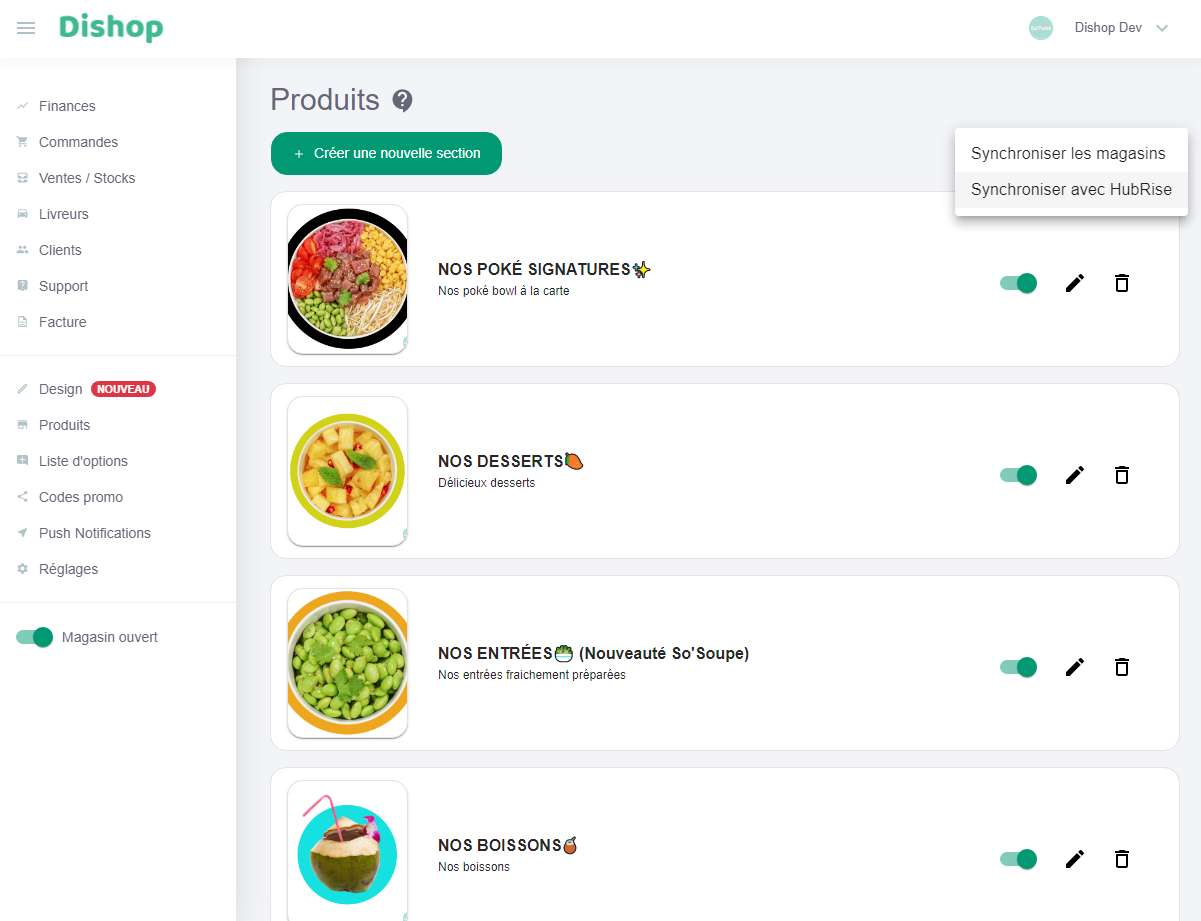 Dishop
Dishop Dev
Finances
Commandes
Ventes / Stocks
Livreurs
Clients
Support
Facture
Design NOUVEAU
Produits
Liste d'options
Codes promo
Push Notifications
Réglages
Magasin ouvert
Produits
+ Créer une nouvelle section
Synchroniser les magasins
Synchroniser avec HubRise
NOS POKÉ SIGNATURES✨
Nos poké bowl à la carte
NOS DESSERTS🥭
Délicieux desserts
NOS ENTRÉES🥗 (Nouveauté So'Soupe)
Nos entrées fraichement préparées
NOS BOISSONS🧉
Nos boissons